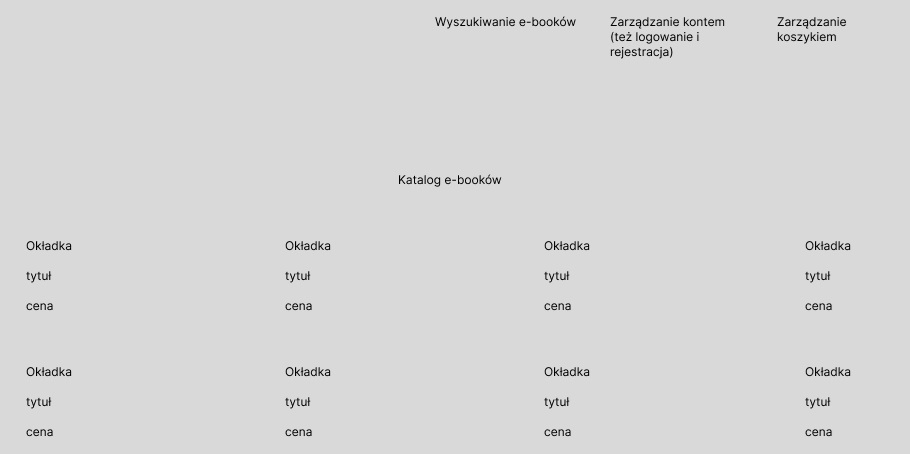 Wyszukiwanie e-booków
Zarządzanie kontem
(też logowanie i
rejestracja)
Zarządzanie
koszykiem
Katalog e-booków
Okładka
tytuł
cena
Okładka
tytuł
cena
Okładka
tytuł
cena
Okładka
tytuł
cena
Okładka
tytuł
cena
Okładka
tytuł
cena
Okładka
tytuł
cena
Okładka
tytuł
cena